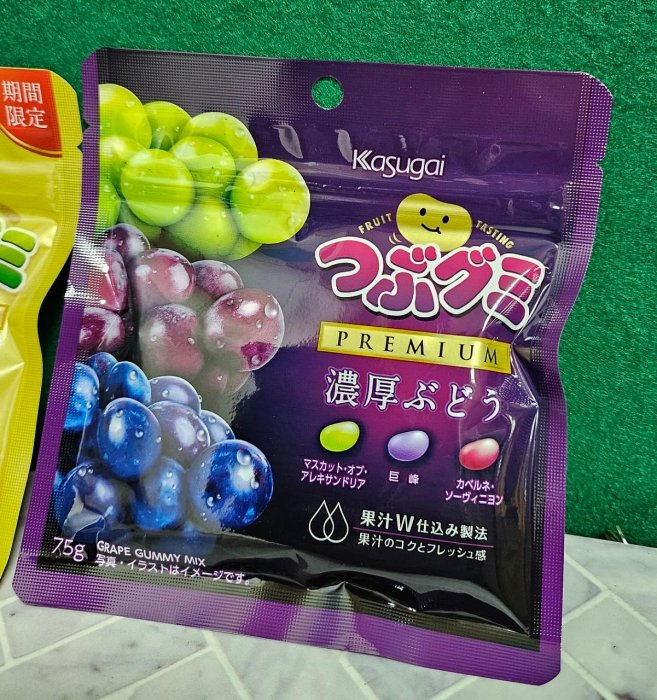 期間
限定
ミ
Kasugai
FRUIT TASTING
つぶグミ
PREMIUM
濃厚ぶどう
マスカット・オブ・
アレキサンドリア
巨峰
カベルネ・
ソーヴィニヨン
果汁W仕込み製法
果汁のコクとフレッシュ感
75g GRAPE GUMMY MIX
写真・イラストはイメージです。